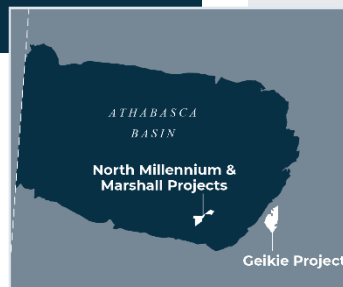 ATHABASCA
BASIN
North Millennium &
Marshall Projects
Geikie Project